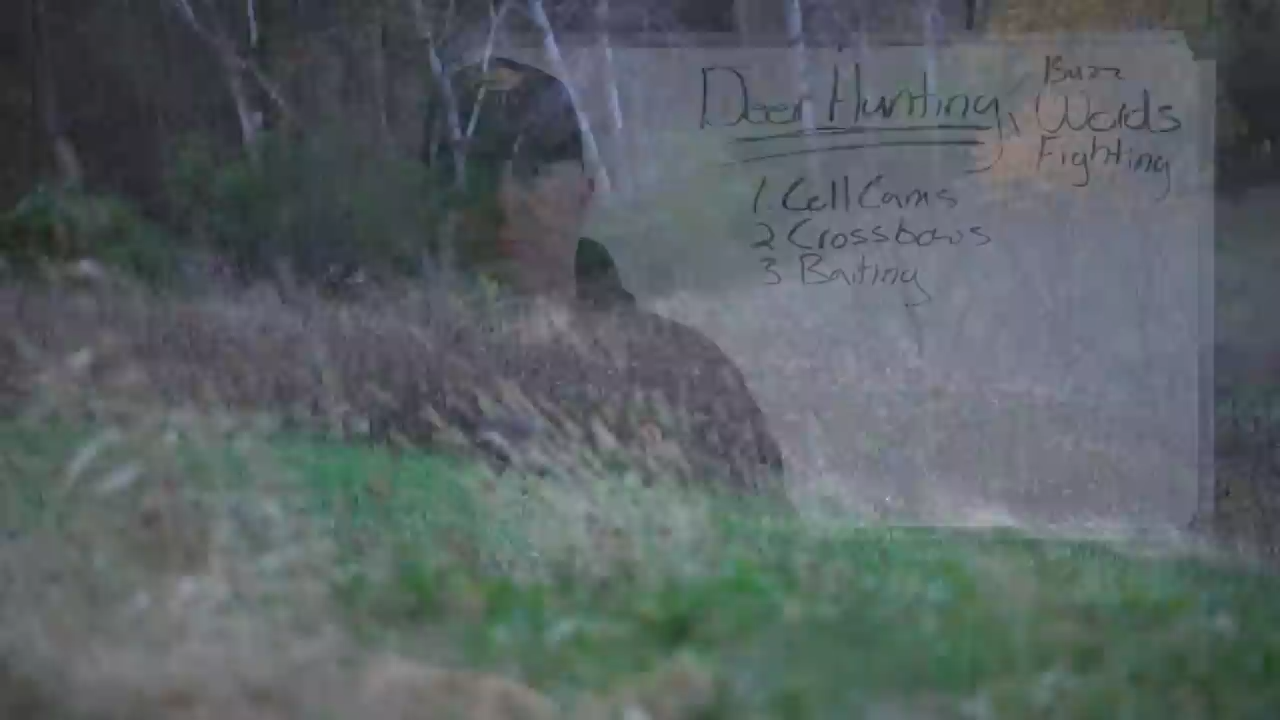 Deer Hunting
Buzz
Words
Fighting
1. Cell Cams
2 Crossbows
3 Baiting